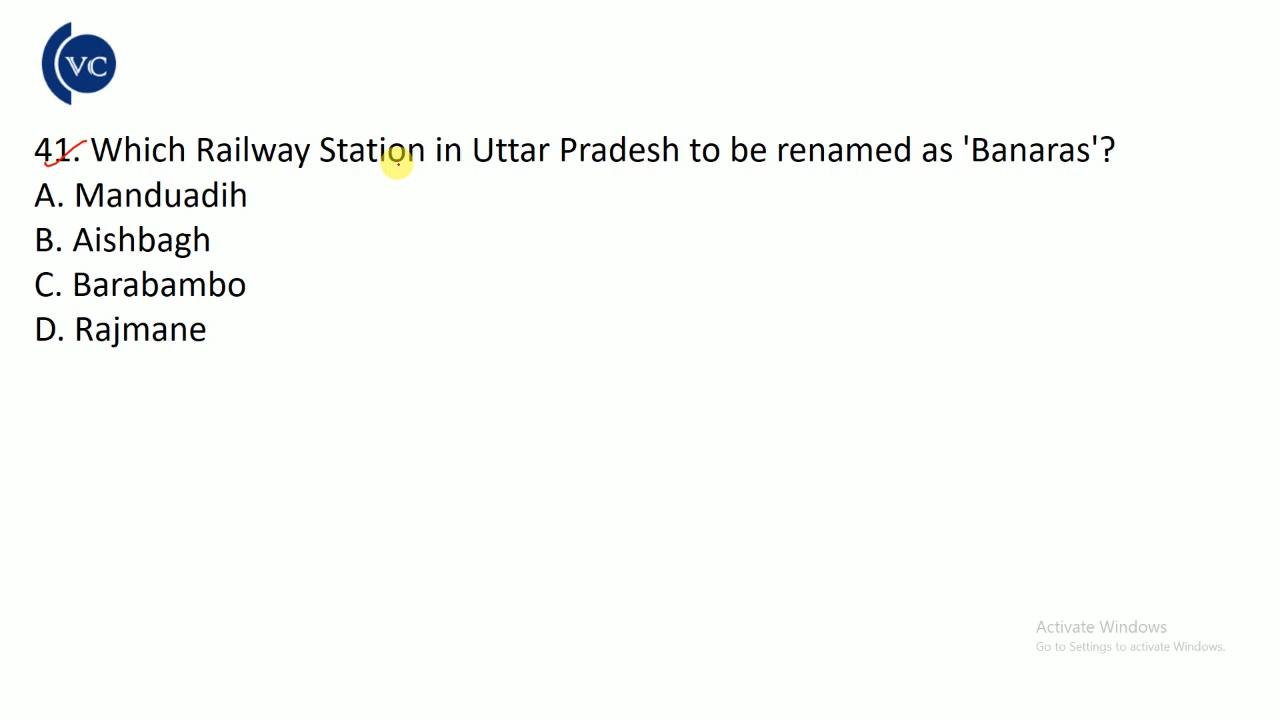 VC
41. Which Railway Station in Uttar Pradesh to be renamed as 'Banaras'?
A. Manduadih
B. Aishbagh
C. Barabambo
D. Rajmane
Activate Windows
Go to Settings to activate Windows.